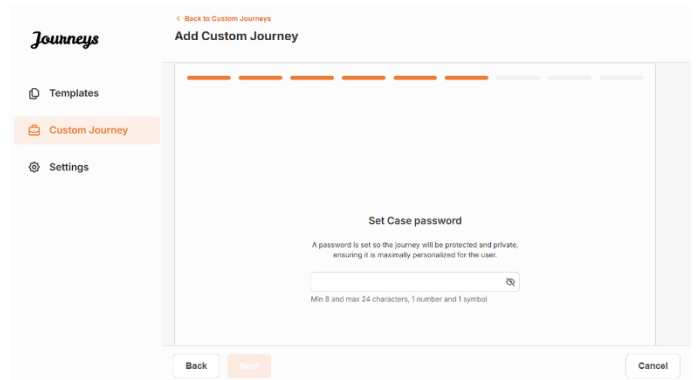 Journeys
Templates
Custom Journey
Settings
< Back to Custom Journeys
Add Custom Journey
Set Case password
A password is set so the journey will be protected and private,
ensuring it is maximally personalized for the user.
Min 8 and max 24 characters, 1 number and 1 symbol
Back
Next
Cancel